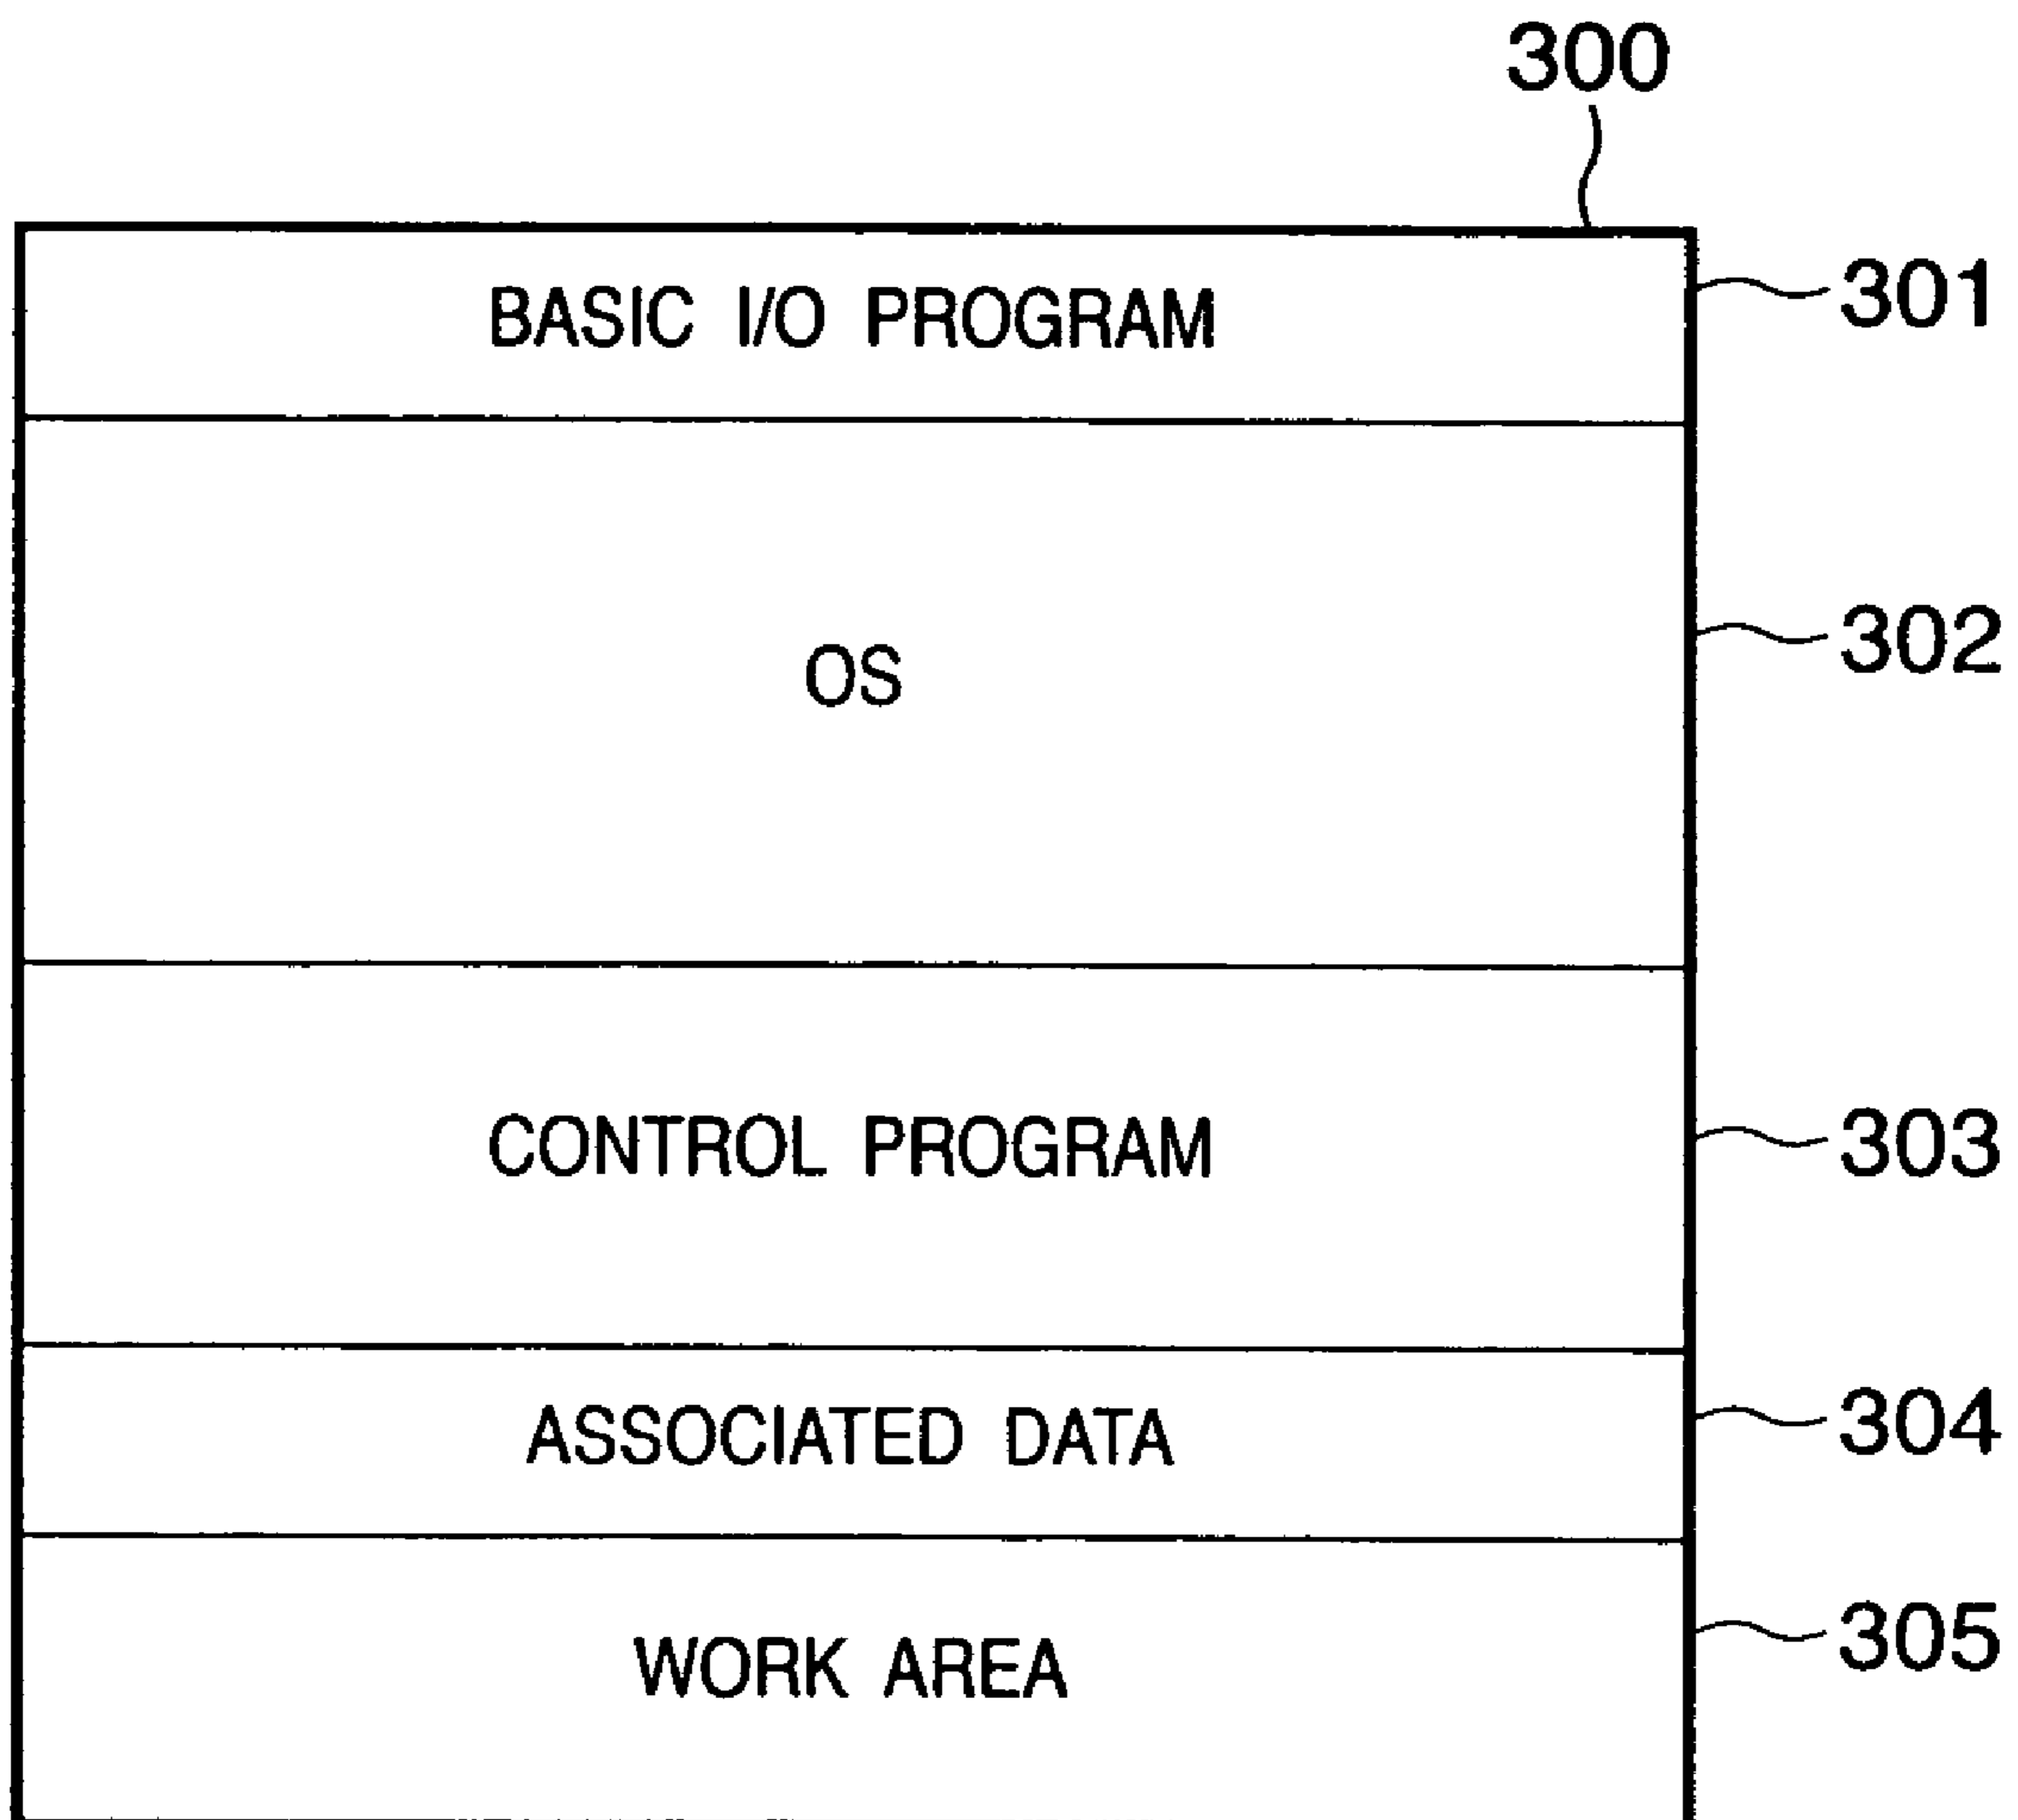 300
BASIC I/O PROGRAM 301
OS 302
CONTROL PROGRAM 303
ASSOCIATED DATA 304
WORK AREA 305